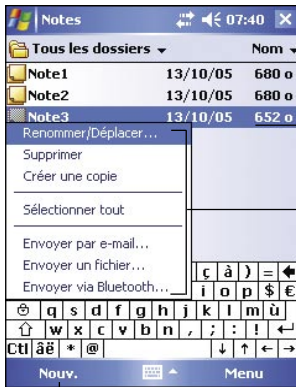 Notes 07:40
Tous les dossiers Nom
Note1 13/10/05 680 o
Note2 13/10/05 680 o
Note3 13/10/05 652 o
Renommer/Déplacer...
Supprimer
Créer une copie
Sélectionner tout
Envoyer par e-mail...
Envoyer un fichier...
Envoyer via Bluetooth...
ç à ) =
i o p $ €
q s d f g h j k l m ù
w x c v b n , ; : !
Ctl áë * @ ↓ ↑ ← →
Nouv. Menu